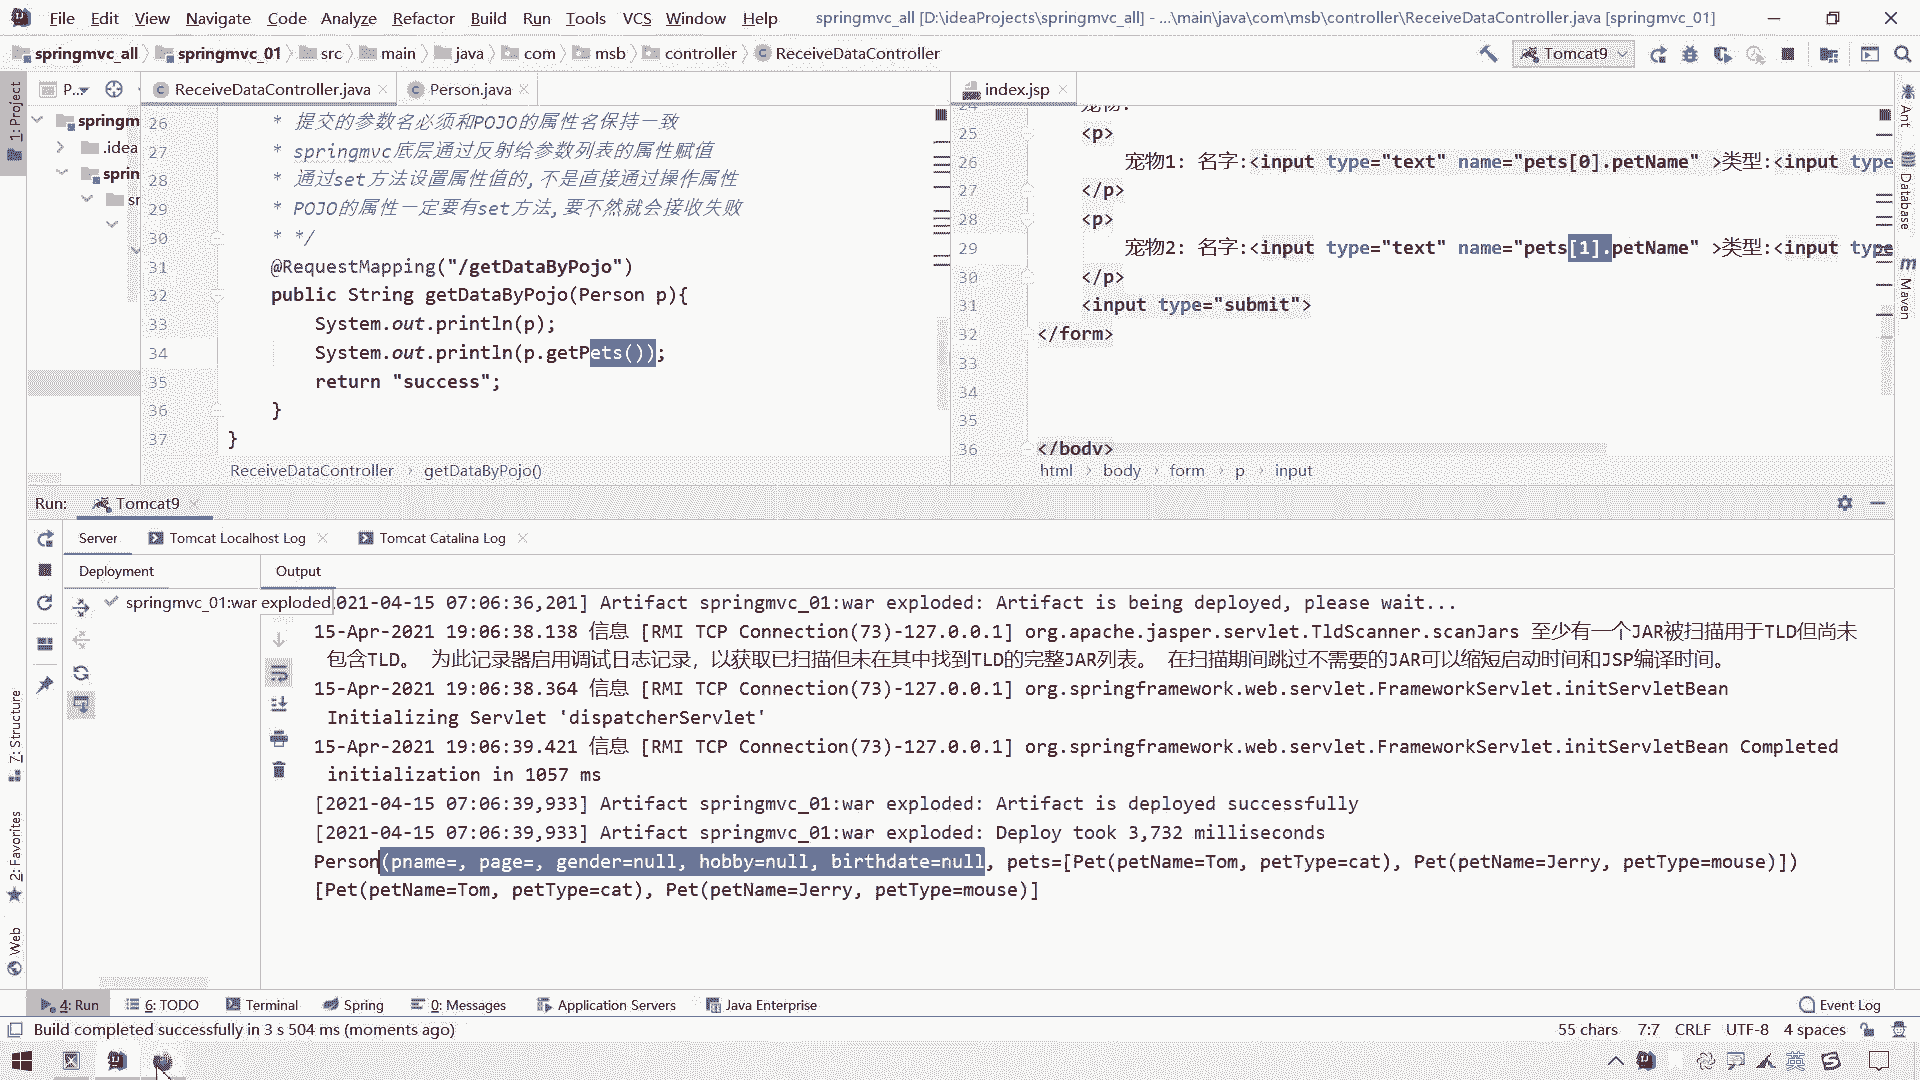 File Edit View Navigate Code Analyze Refactor Build Run Tools VCS Window Help springmvc_all [D:\ideaProjects\springmvc_all] - ...\main\java\com\msb\controller\ReceiveDataController.java [springmvc_01]
springmvc_all springmvc_01 src main java com msb controller ReceiveDataController Tomcat9
1: Project
P...
springm
.idea
sprin
sr
ReceiveDataController.java Person.java
26 * 提交的参数名必须和POJO的属性名保持一致
27 * springmvc底层通过反射给参数列表的属性赋值
28 * 通过set方法设置属性值的,不是直接通过操作属性
29 * POJO的属性一定要有set方法,要不然就会接收失败
30 * */
31 @RequestMapping("/getDataByPojo")
32 public String getDataByPojo(Person p){
33 System.out.println(p);
34 System.out.println(p.getPets());
35 return "success";
36 }
37 }
ReceiveDataController getDataByPojo()
index.jsp
24 宠物:
25 <p>
26 宠物1: 名字:<input type="text" name="pets[0].petName" >类型:<input type
27 </p>
28 <p>
29 宠物2: 名字:<input type="text" name="pets[1].petName" >类型:<input type
30 </p>
31 <input type="submit">
32 </form>
33
34
35
36 </body>
html body form p input
Ant
Database
Maven
Run: Tomcat9
Server Tomcat Localhost Log Tomcat Catalina Log
Deployment Output
springmvc_01:war exploded
021-04-15 07:06:36,201] Artifact springmvc_01:war exploded: Artifact is being deployed, please wait...
15-Apr-2021 19:06:38.138 信息 [RMI TCP Connection(73)-127.0.0.1] org.apache.jasper.servlet.TldScanner.scanJars 至少有一个JAR被扫描用于TLD但尚未
包含TLD。 为此记录器启用调试日志记录，以获取已扫描但未在其中找到TLD的完整JAR列表。 在扫描期间跳过不需要的JAR可以缩短启动时间和JSP编译时间。
15-Apr-2021 19:06:38.364 信息 [RMI TCP Connection(73)-127.0.0.1] org.springframework.web.servlet.FrameworkServlet.initServletBean
Initializing Servlet 'dispatcherServlet'
15-Apr-2021 19:06:39.421 信息 [RMI TCP Connection(73)-127.0.0.1] org.springframework.web.servlet.FrameworkServlet.initServletBean Completed
initialization in 1057 ms
[2021-04-15 07:06:39,933] Artifact springmvc_01:war exploded: Artifact is deployed successfully
[2021-04-15 07:06:39,933] Artifact springmvc_01:war exploded: Deploy took 3,732 milliseconds
Person(pname=, page=, gender=null, hobby=null, birthdate=null, pets=[Pet(petName=Tom, petType=cat), Pet(petName=Jerry, petType=mouse)])
[Pet(petName=Tom, petType=cat), Pet(petName=Jerry, petType=mouse)]
7: Structure
2: Favorites
Web
4: Run 6: TODO Terminal Spring 0: Messages Application Servers Java Enterprise Event Log
Build completed successfully in 3 s 504 ms (moments ago) 55 chars 7:7 CRLF UTF-8 4 spaces
英